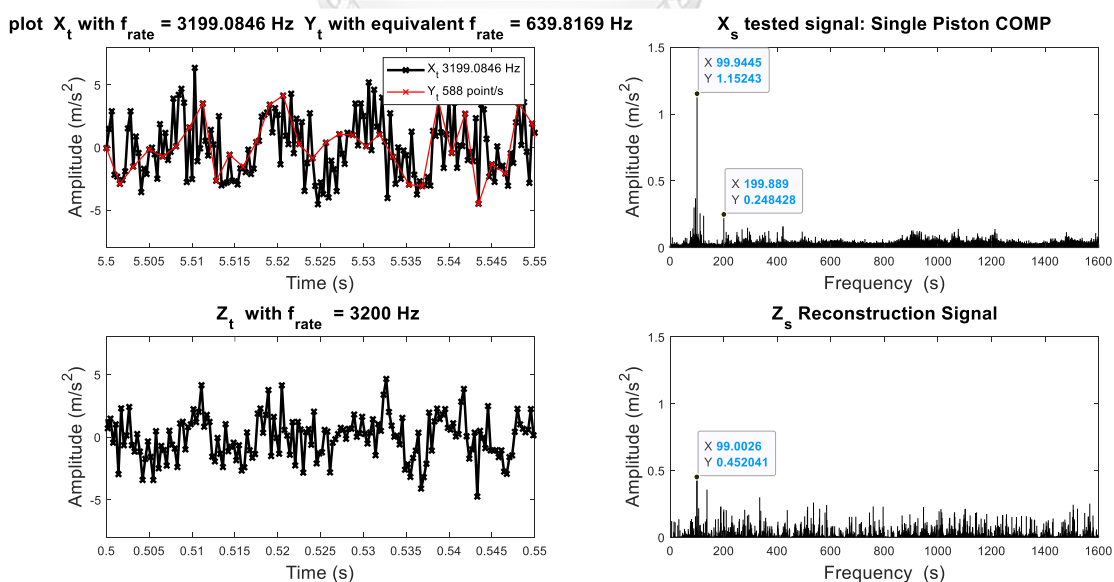 plot X_t with f_rate = 3199.0846 Hz Y_t with equivalent f_rate = 639.8169 Hz
X_t 3199.0846 Hz
Y_t 588 point/s
Amplitude (m/s^2)
5
0
-5
5.5 5.505 5.51 5.515 5.52 5.525 5.53 5.535 5.54 5.545 5.55
Time (s)
X_s tested signal: Single Piston COMP
X 99.9445
Y 1.15243
X 199.889
Y 0.248428
Amplitude (m/s^2)
1.5
1
0.5
0
0 200 400 600 800 1000 1200 1400 1600
Frequency (s)
Z_t with f_rate = 3200 Hz
Amplitude (m/s^2)
5
0
-5
0.5 0.505 0.51 0.515 0.52 0.525 0.53 0.535 0.54 0.545 0.55
Time (s)
Z_s Reconstruction Signal
X 99.0026
Y 0.452041
Amplitude (m/s^2)
1.5
1
0.5
0
0 200 400 600 800 1000 1200 1400 1600
Frequency (s)